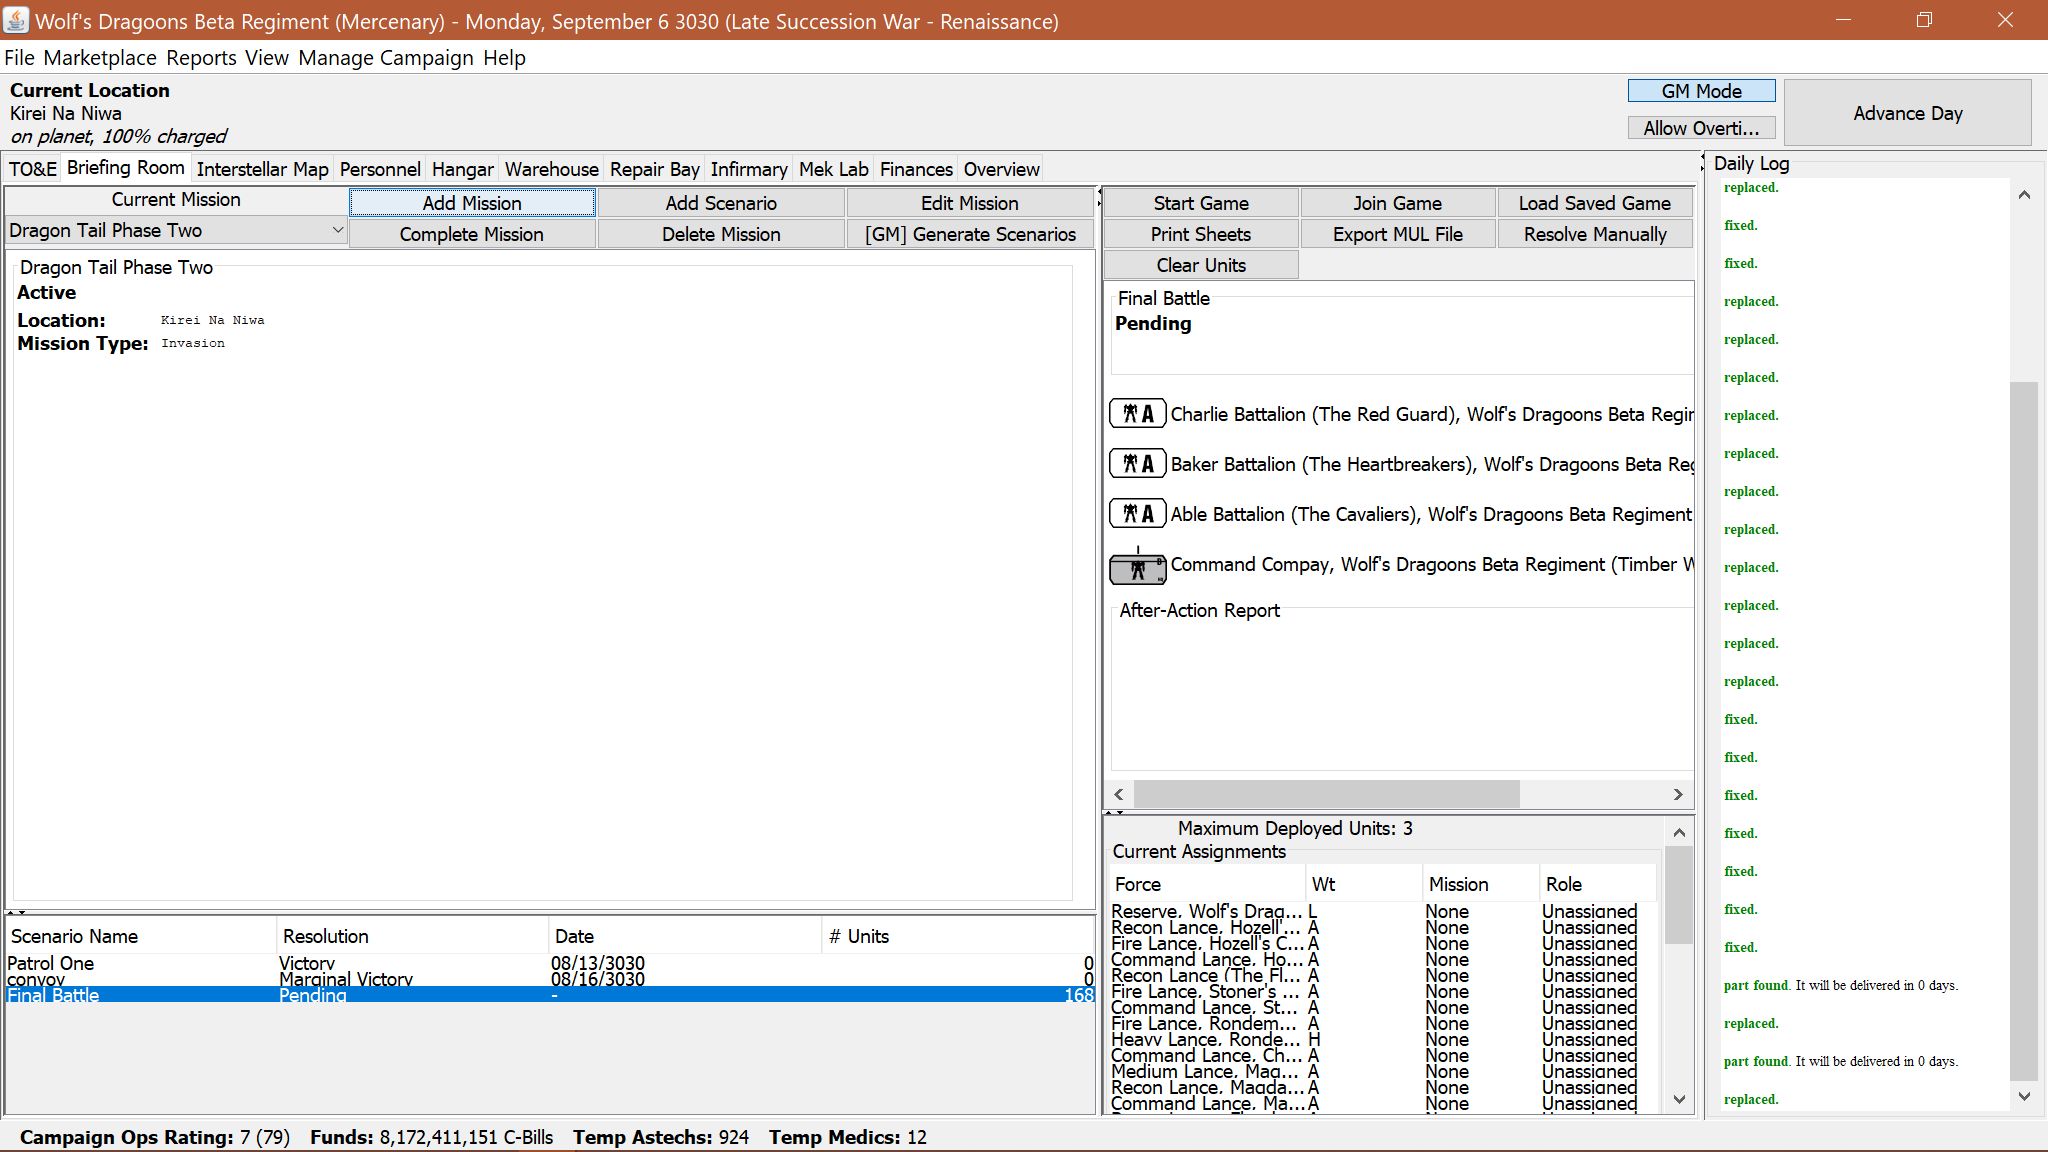 Wolf's Dragoons Beta Regiment (Mercenary) - Monday, September 6 3030 (Late Succession War - Renaissance)
File Marketplace Reports View Manage Campaign Help
Current Location
Kirei Na Niwa
on planet, 100% charged
GM Mode
Allow Overti...
Advance Day
TO&E Briefing Room Interstellar Map Personnel Hangar Warehouse Repair Bay Infirmary Mek Lab Finances Overview
Current Mission
Dragon Tail Phase Two
Add Mission Add Scenario Edit Mission
Complete Mission Delete Mission [GM] Generate Scenarios
Dragon Tail Phase Two
Active
Location: Kirei Na Niwa
Mission Type: Invasion
Scenario Name Resolution Date # Units
Patrol One Victory 08/13/3030 0
convoy Marginal Victory 08/16/3030 0
Final Battle Pending - 168
Start Game Join Game Load Saved Game
Print Sheets Export MUL File Resolve Manually
Clear Units
Final Battle
Pending
A Charlie Battalion (The Red Guard), Wolf's Dragoons Beta Regin
A Baker Battalion (The Heartbreakers), Wolf's Dragoons Beta Reg
A Able Battalion (The Cavaliers), Wolf's Dragoons Beta Regiment
Command Compay, Wolf's Dragoons Beta Regiment (Timber W
After-Action Report
Maximum Deployed Units: 3
Current Assignments
Force Wt Mission Role
Reserve, Wolf's Drag... L None Unassigned
Recon Lance, Hozell'... A None Unassigned
Fire Lance, Hozell's C... A None Unassigned
Command Lance, Ho... A None Unassigned
Recon Lance (The Fl... A None Unassigned
Fire Lance, Stoner's ... A None Unassigned
Command Lance, St... A None Unassigned
Fire Lance, Rondem... A None Unassigned
Heavy Lance, Ronde... H None Unassigned
Command Lance, Ch... A None Unassigned
Medium Lance, Mag... A None Unassigned
Recon Lance, Magda... A None Unassigned
Command Lance, Ma... A None Unassigned
Daily Log
replaced.
fixed.
fixed.
replaced.
replaced.
replaced.
replaced.
replaced.
replaced.
replaced.
replaced.
replaced.
replaced.
replaced.
fixed.
fixed.
fixed.
fixed.
fixed.
fixed.
fixed.
part found. It will be delivered in 0 days.
replaced.
part found. It will be delivered in 0 days.
replaced.
Campaign Ops Rating: 7 (79) Funds: 8,172,411,151 C-Bills Temp Astechs: 924 Temp Medics: 12